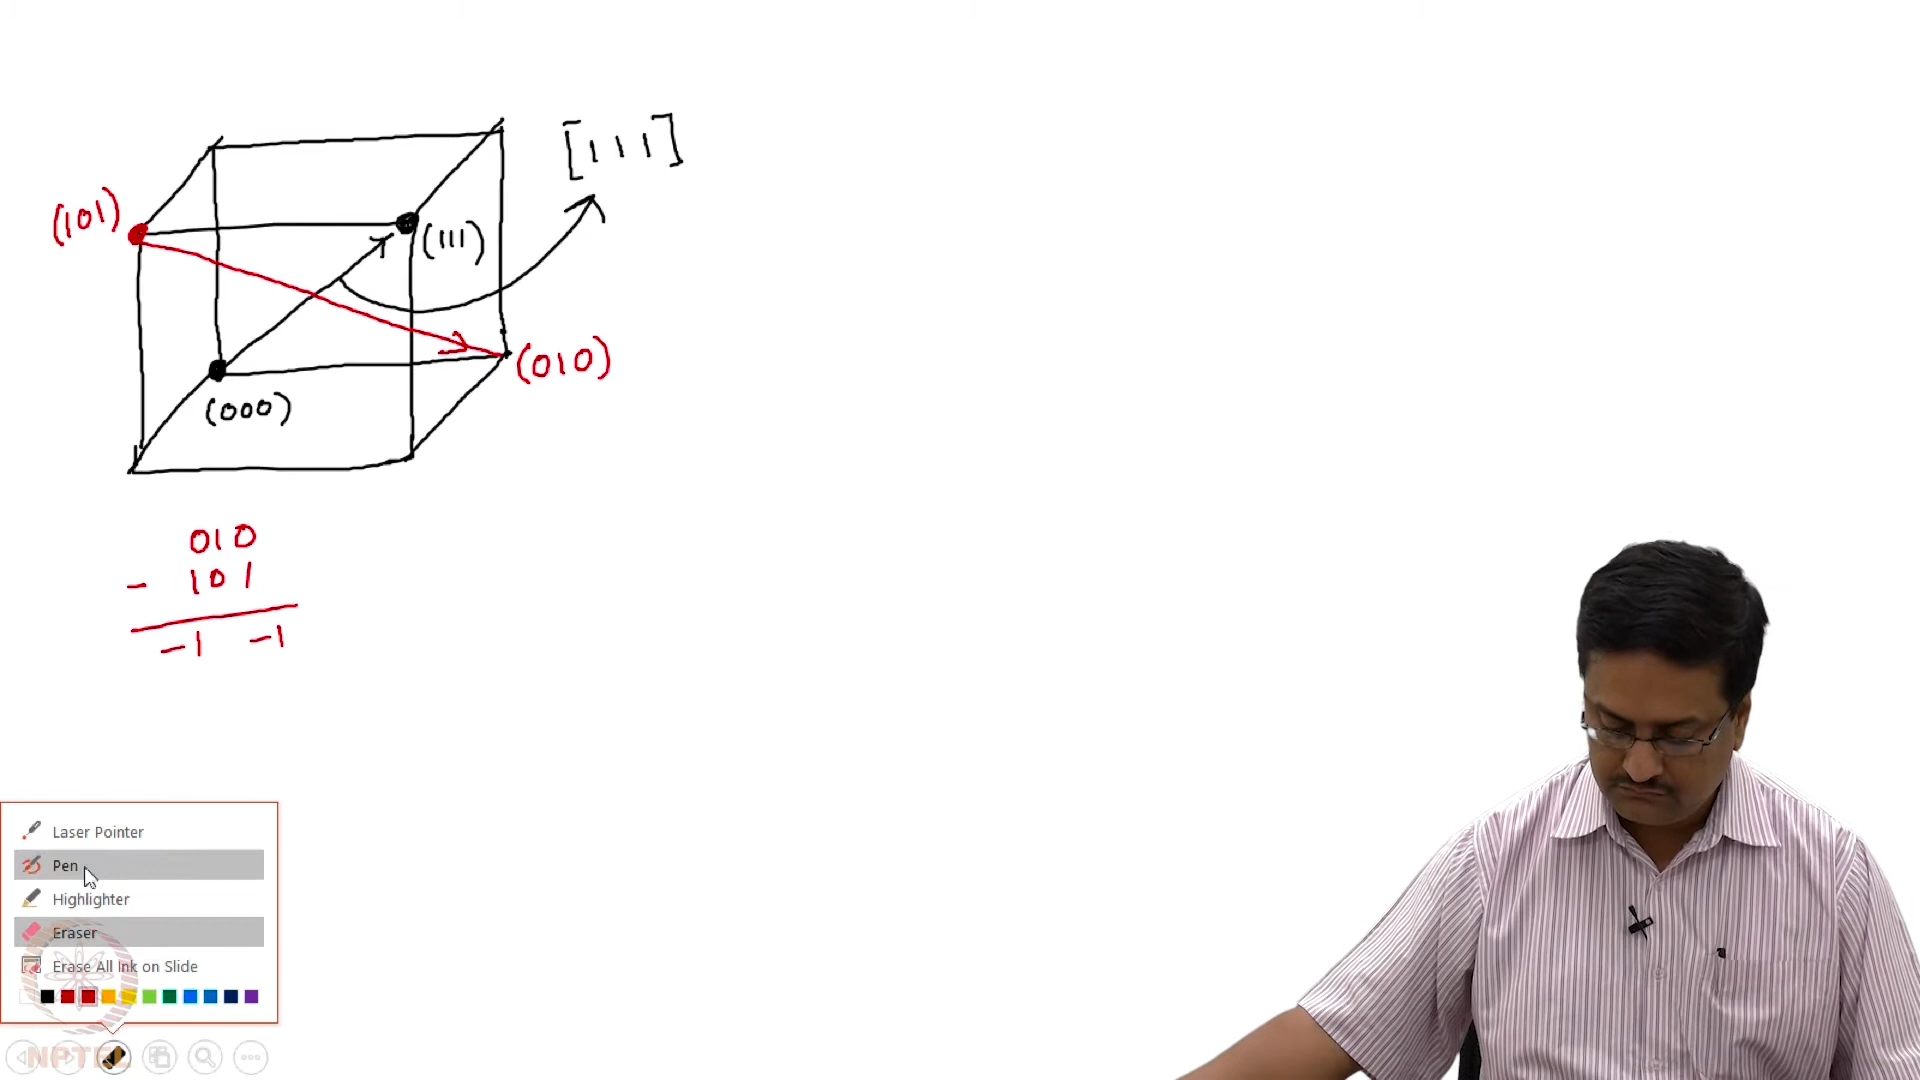 [111]
(101)
(111)
(010)
(000)
010
- 101
-1 -1
Laser Pointer
Pen
Highlighter
Eraser
Erase All Ink on Slide
NPTEL